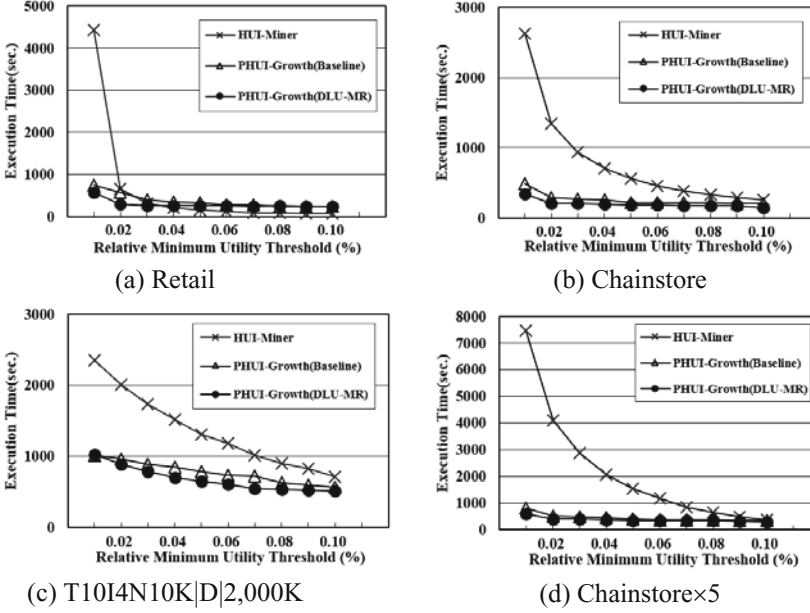 5000
4000
3000
2000
1000
0
Execution Time(sec.)
HUI-Miner
PHUI-Growth(Baseline)
PHUI-Growth(DLU-MR)
0.02 0.04 0.06 0.08 0.10
Relative Minimum Utility Threshold (%)
(a) Retail
3000
2000
1000
0
Execution Time(sec.)
HUI-Miner
PHUI-Growth(Baseline)
PHUI-Growth(DLU-MR)
0.02 0.04 0.06 0.08 0.10
Relative Minimum Utility Threshold (%)
(b) Chainstore
3000
2000
1000
0
Execution Time(sec.)
HUI-Miner
PHUI-Growth(Baseline)
PHUI-Growth(DLU-MR)
0.02 0.04 0.06 0.08 0.10
Relative Minimum Utility Threshold (%)
(c) T10I4N10K|D|2,000K
8000
7000
6000
5000
4000
3000
2000
1000
0
Execution Time(sec.)
HUI-Miner
PHUI-Growth(Baseline)
PHUI-Growth(DLU-MR)
0.02 0.04 0.06 0.08 0.10
Relative Minimum Utility Threshold (%)
(d) Chainstore×5